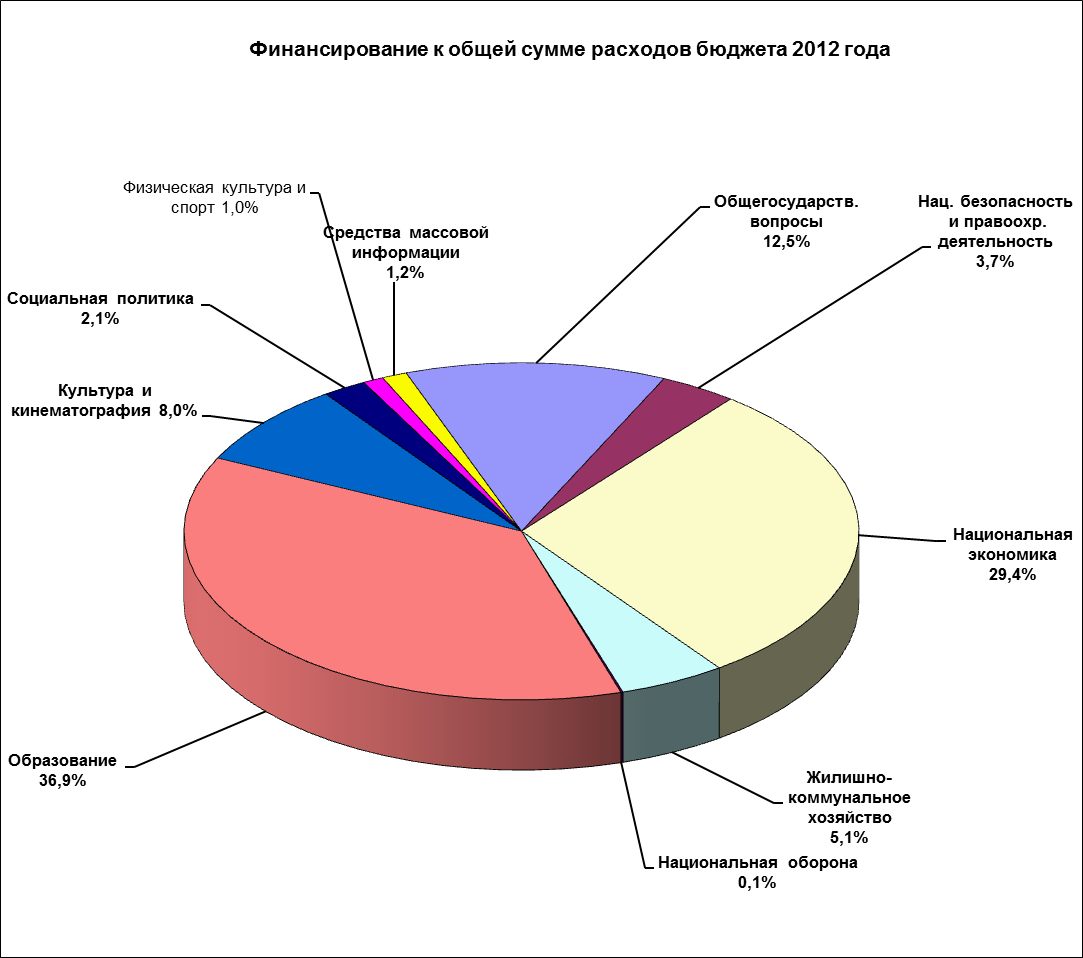 Финансирование к общей сумме расходов бюджета 2012 года
Физическая культура и
спорт 1,0%
Средства массовой
информации
1,2%
Общегосударств.
вопросы
12,5%
Нац. безопасность
и правоохр.
деятельность
3,7%
Социальная политика
2,1%
Культура и
кинематография 8,0%
Национальная
экономика
29,4%
Образование
36,9%
Жилишно-
коммунальное
хозяйство
5,1%
Национальная оборона
0,1%